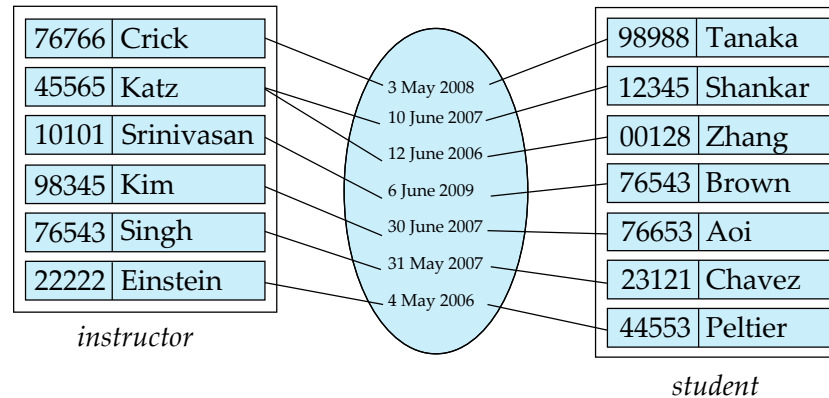 76766 Crick
45565 Katz
10101 Srinivasan
98345 Kim
76543 Singh
22222 Einstein
instructor
3 May 2008
10 June 2007
12 June 2006
6 June 2009
30 June 2007
31 May 2007
4 May 2006
98988 Tanaka
12345 Shankar
00128 Zhang
76543 Brown
76653 Aoi
23121 Chavez
44553 Peltier
student